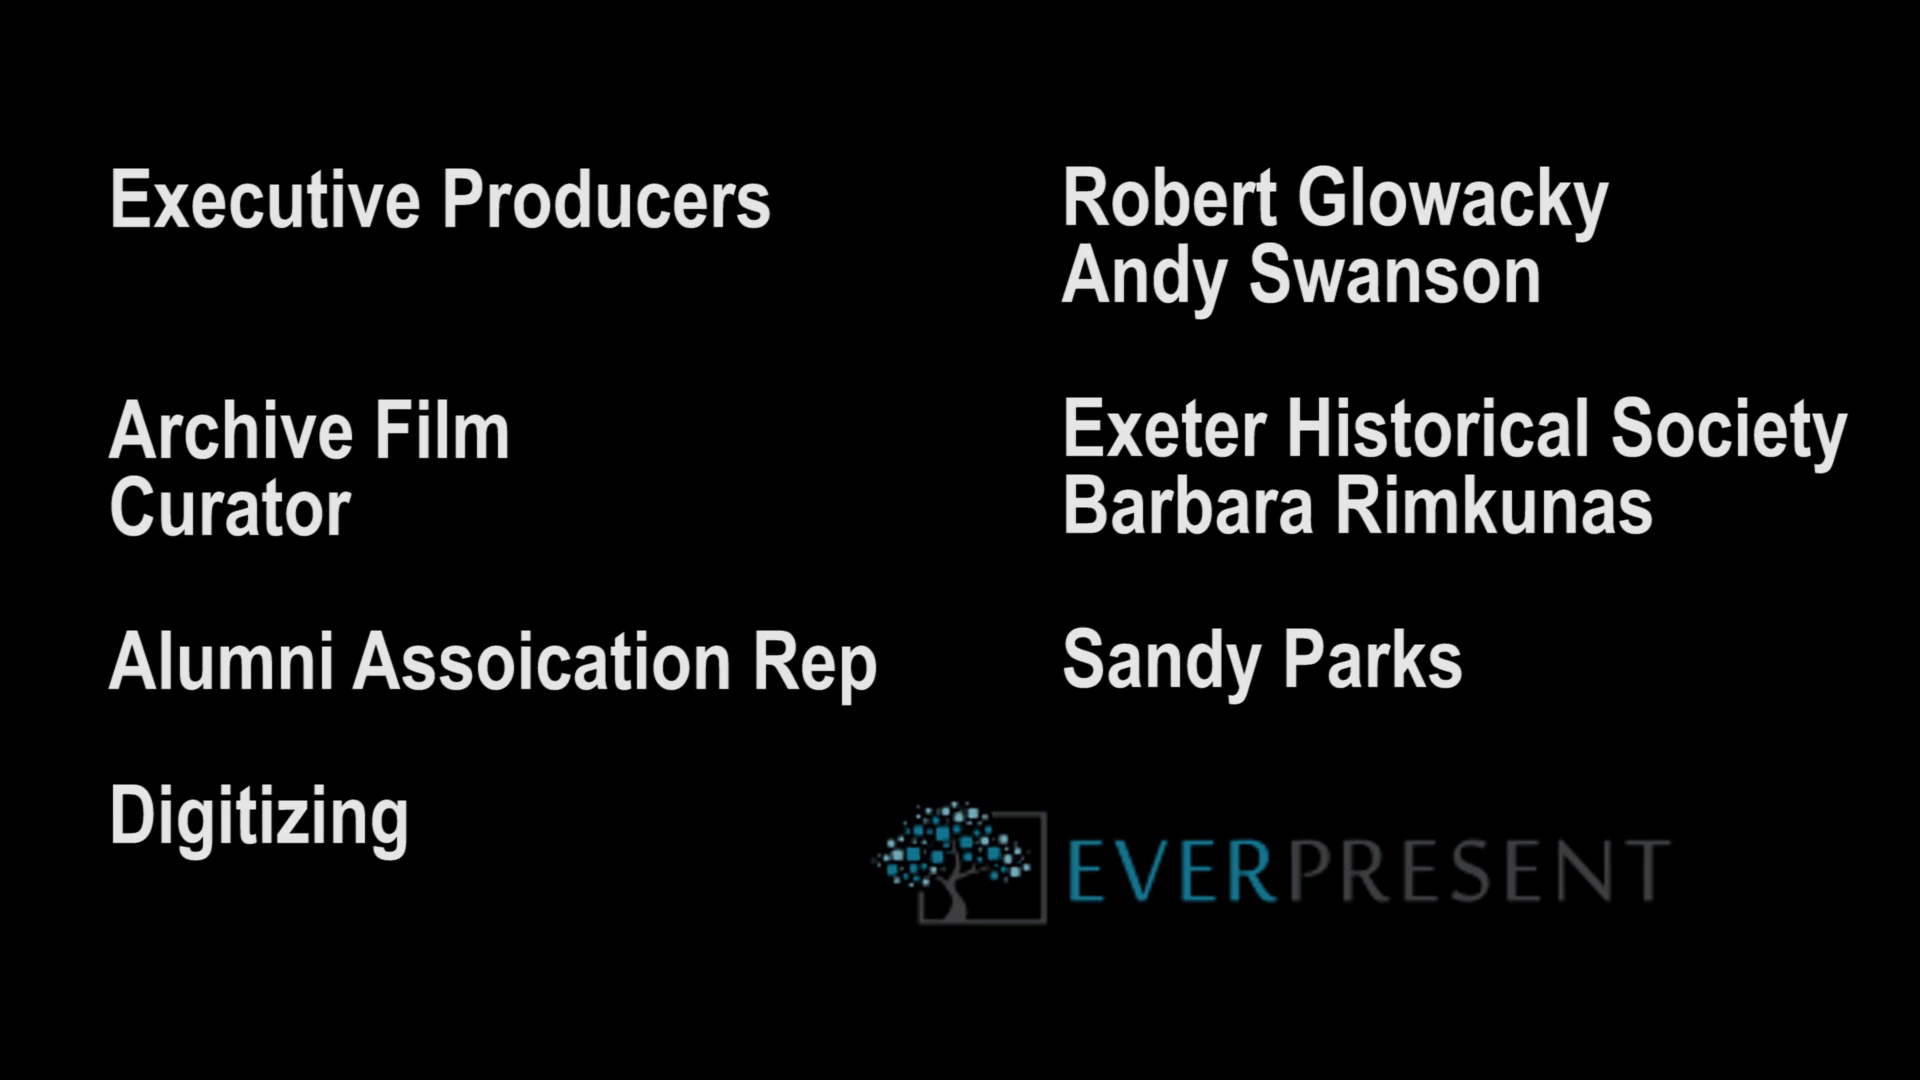 Executive Producers
Robert Glowacky
Andy Swanson
Archive Film
Exeter Historical Society
Curator
Barbara Rimkunas
Alumni Assoication Rep
Sandy Parks
Digitizing
EVERPRESENT